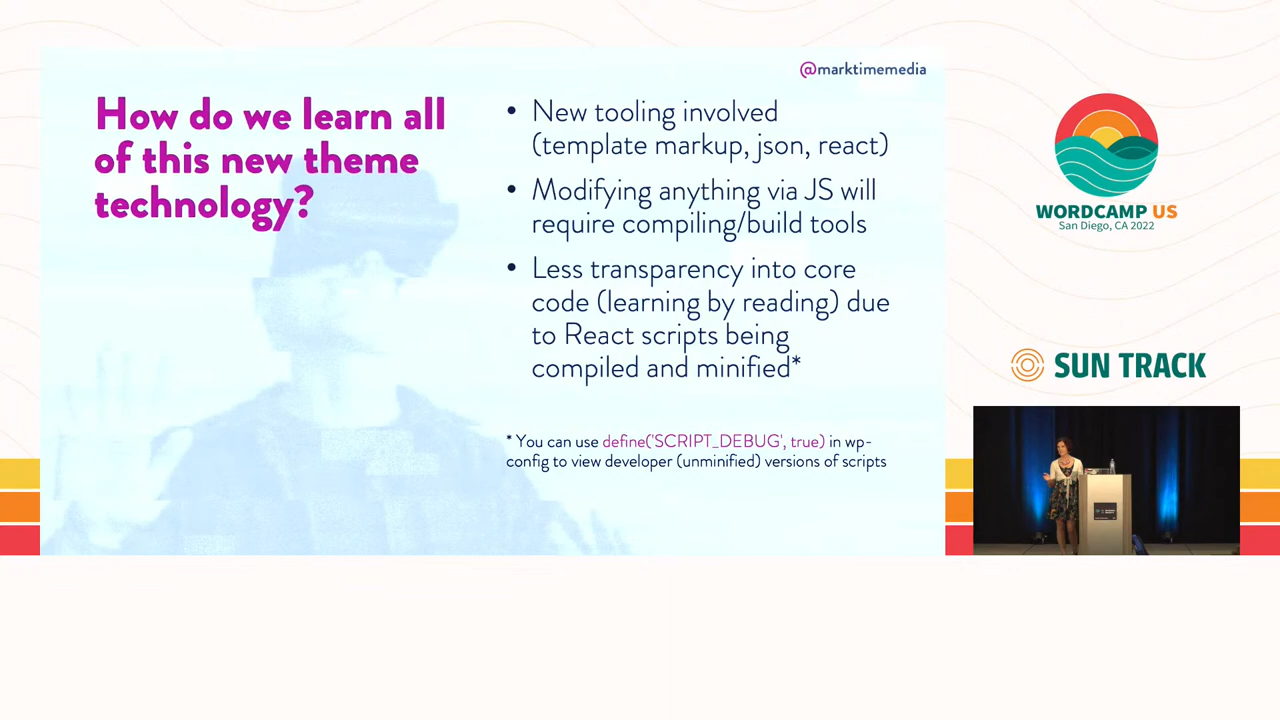 @marktimemedia
How do we learn all
of this new theme
technology?
• New tooling involved
(template markup, json, react)
• Modifying anything via JS will
require compiling/build tools
• Less transparency into core
code (learning by reading) due
to React scripts being
compiled and minified*
* You can use define('SCRIPT_DEBUG', true) in wp-
config to view developer (unminified) versions of scripts
WORDCAMP US
San Diego, CA 2022
SUN TRACK